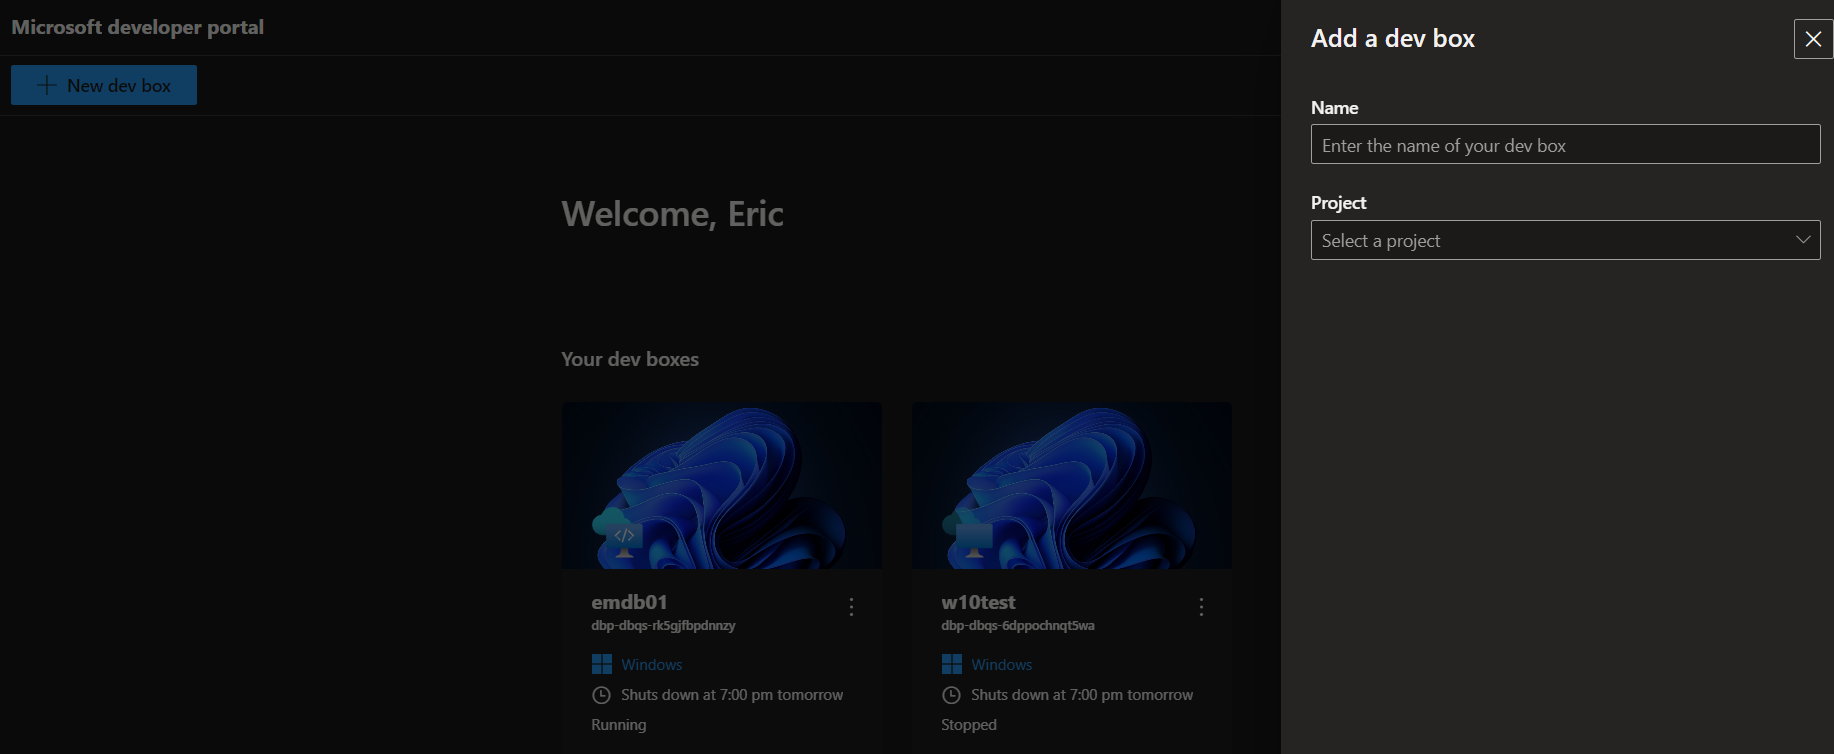 Microsoft developer portal
New dev box
Welcome, Eric
Your dev boxes
emdb01
dbp-dbqs-rk5gjfbpdnnzy
Windows
Shuts down at 7:00 pm tomorrow
Running
w10test
dbp-dbqs-6dppochnqt5wa
Windows
Shuts down at 7:00 pm tomorrow
Stopped
Add a dev box
Name
Enter the name of your dev box
Project
Select a project